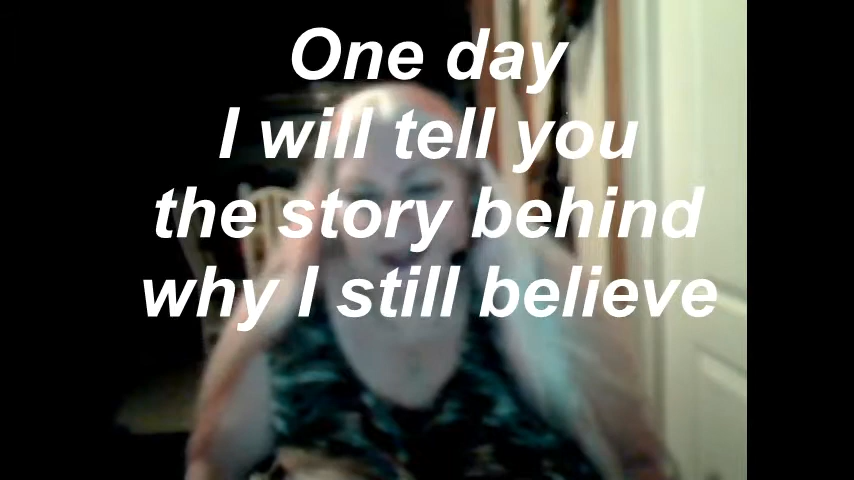 One day
I will tell you
the story behind
why I still believe